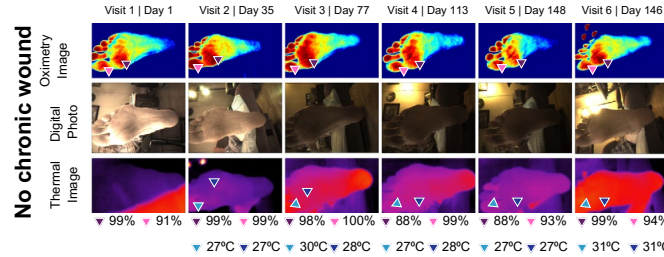 Visit 1 | Day 1 Visit 2 | Day 35 Visit 3 | Day 77 Visit 4 | Day 113 Visit 5 | Day 148 Visit 6 | Day 146
No chronic wound
Oximetry
Image
Digital
Photo
Thermal
Image
99% 91% 99% 99% 98% 100% 88% 99% 88% 93% 99% 94%
27ºC 27ºC 30ºC 28ºC 27ºC 28ºC 27ºC 27ºC 31ºC 31º